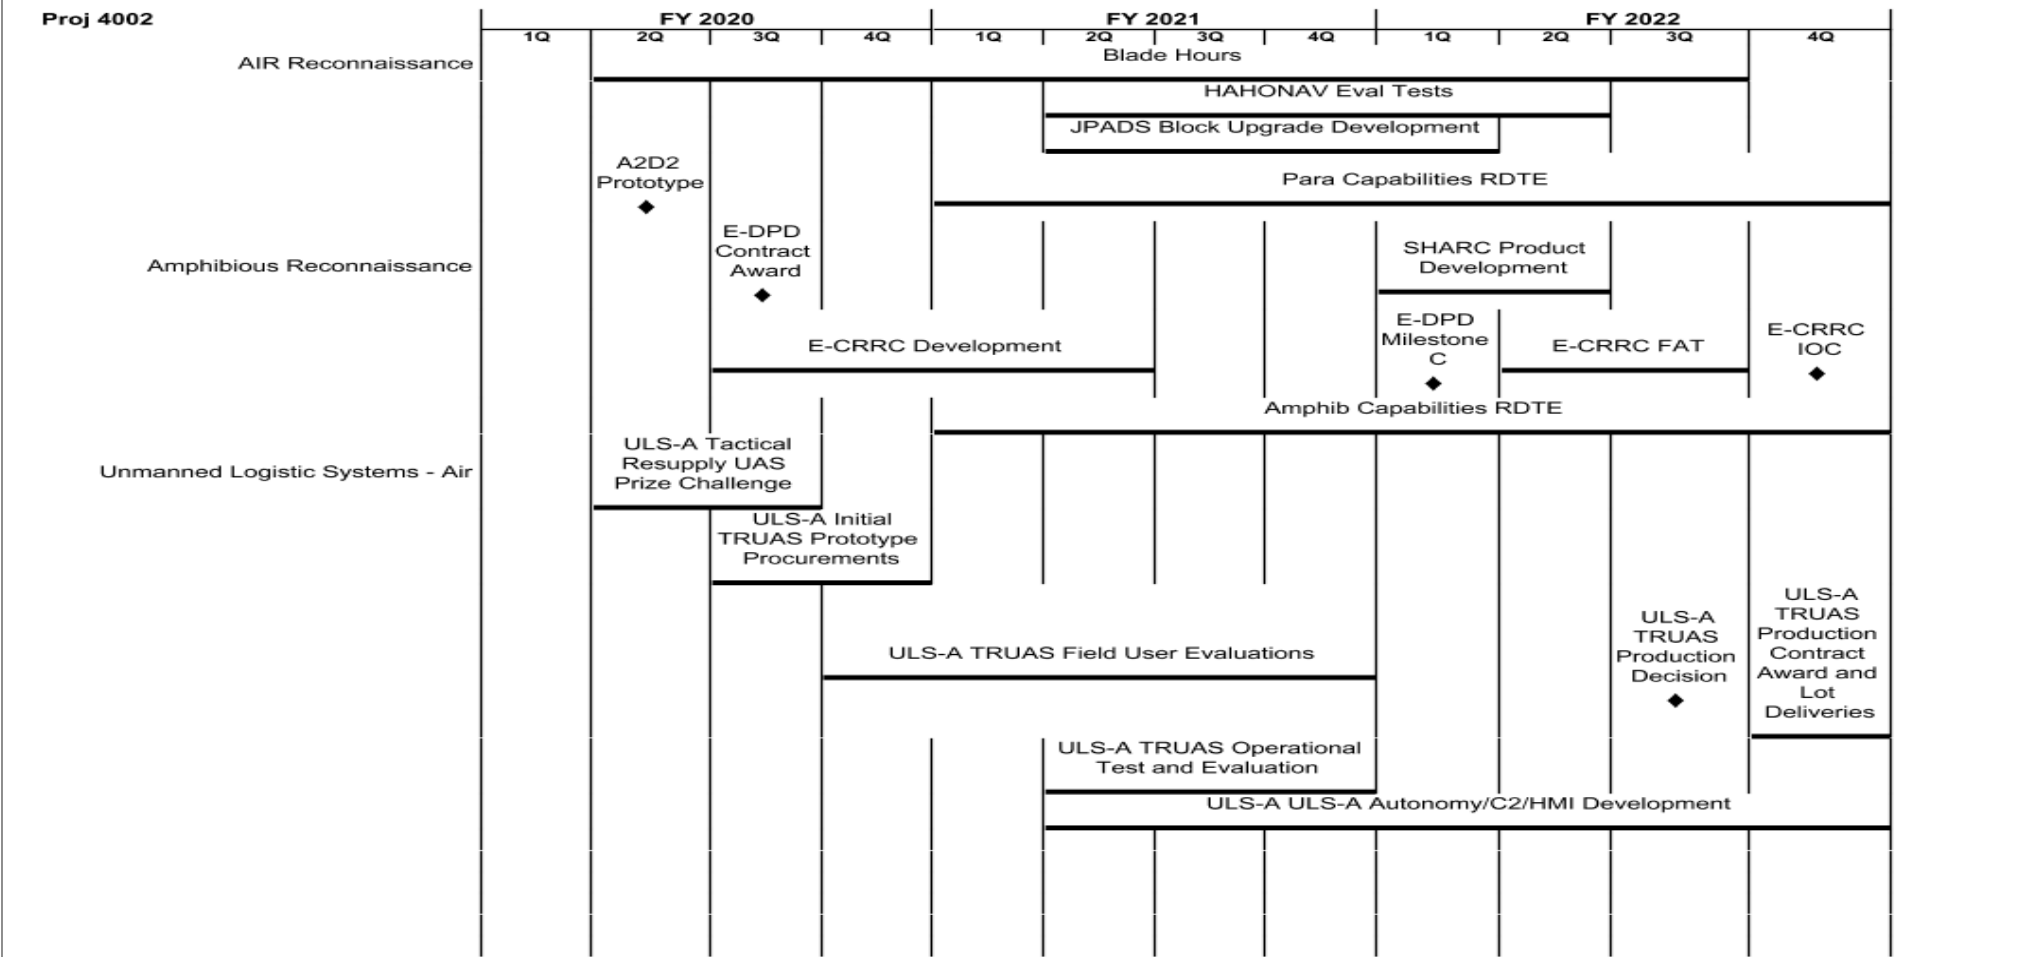 Proj 4002
FY 2020
FY 2021
FY 2022
1Q 2Q 3Q 4Q 1Q 2Q 3Q 4Q 1Q 2Q 3Q 4Q
AIR Reconnaissance
Blade Hours
HAHONAV Eval Tests
JPADS Block Upgrade Development
A2D2
Prototype
Para Capabilities RDTE
Amphibious Reconnaissance
E-DPD
Contract
Award
SHARC Product
Development
E-CRRC Development
E-DPD
Milestone
C
E-CRRC FAT
E-CRRC
IOC
Amphib Capabilities RDTE
Unmanned Logistic Systems - Air
ULS-A Tactical
Resupply UAS
Prize Challenge
ULS-A Initial
TRUAS Prototype
Procurements
ULS-A TRUAS Field User Evaluations
ULS-A
TRUAS
Production
Decision
ULS-A
TRUAS
Production
Contract
Award and
Lot
Deliveries
ULS-A TRUAS Operational
Test and Evaluation
ULS-A ULS-A Autonomy/C2/HMI Development